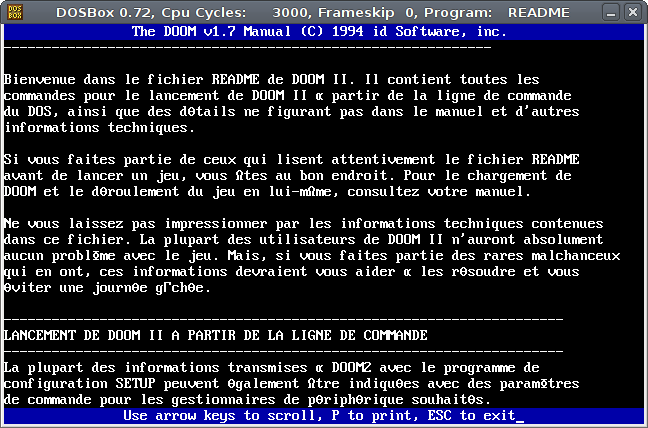 DOSBox 0.72, Cpu Cycles: 3000, Frameskip 0, Program: README
The DOOM v1.7 Manual (C) 1994 id Software, inc.
-------------------------------------------------------------
Bienvenue dans le fichier README de DOOM II. Il contient toutes les
commandes pour le lancement de DOOM II α partir de la ligne de commande
du DOS, ainsi que des dΘtails ne figurant pas dans le manuel et d'autres
informations techniques.
Si vous faites partie de ceux qui lisent attentivement le fichier README
avant de lancer un jeu, vous Ωtes au bon endroit. Pour le chargement de
DOOM et le dΘroulement du jeu en lui-mΩme, consultez votre manuel.
Ne vous laissez pas impressionner par les informations techniques contenues
dans ce fichier. La plupart des utilisateurs de DOOM II n'auront absolument
aucun problΦme avec le jeu. Mais, si vous faites partie des rares malchanceux
qui en ont, ces informations devraient vous aider α les rΘsoudre et vous
Θviter une journΘe gΓchΘe.
----------------------------------------------------------------------
LANCEMENT DE DOOM II A PARTIR DE LA LIGNE DE COMMANDE
----------------------------------------------------------------------
La plupart des informations transmises α DOOM2 avec le programme de
configuration SETUP peuvent Θgalement Ωtre indiquΘes avec des paramΦtres
de commande pour les gestionnaires de pΘriphΘrique souhaitΘs.
Use arrow keys to scroll, P to print, ESC to exit_